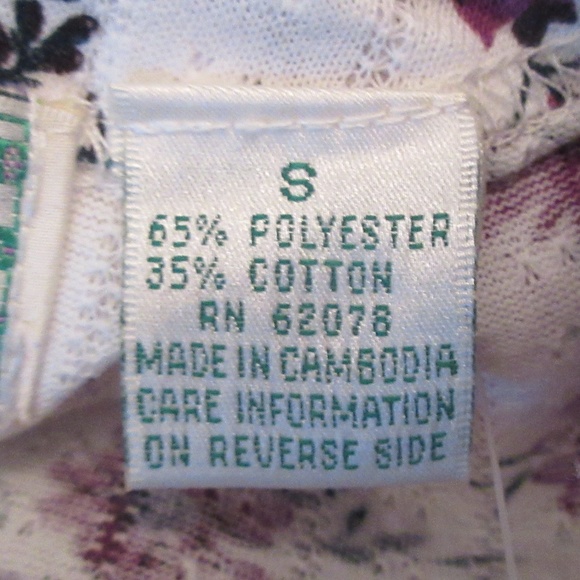 S
65% POLYESTER
35% COTTON
RN 62078
MADE IN CAMBODIA
CARE INFORMATION
ON REVERSE SIDE